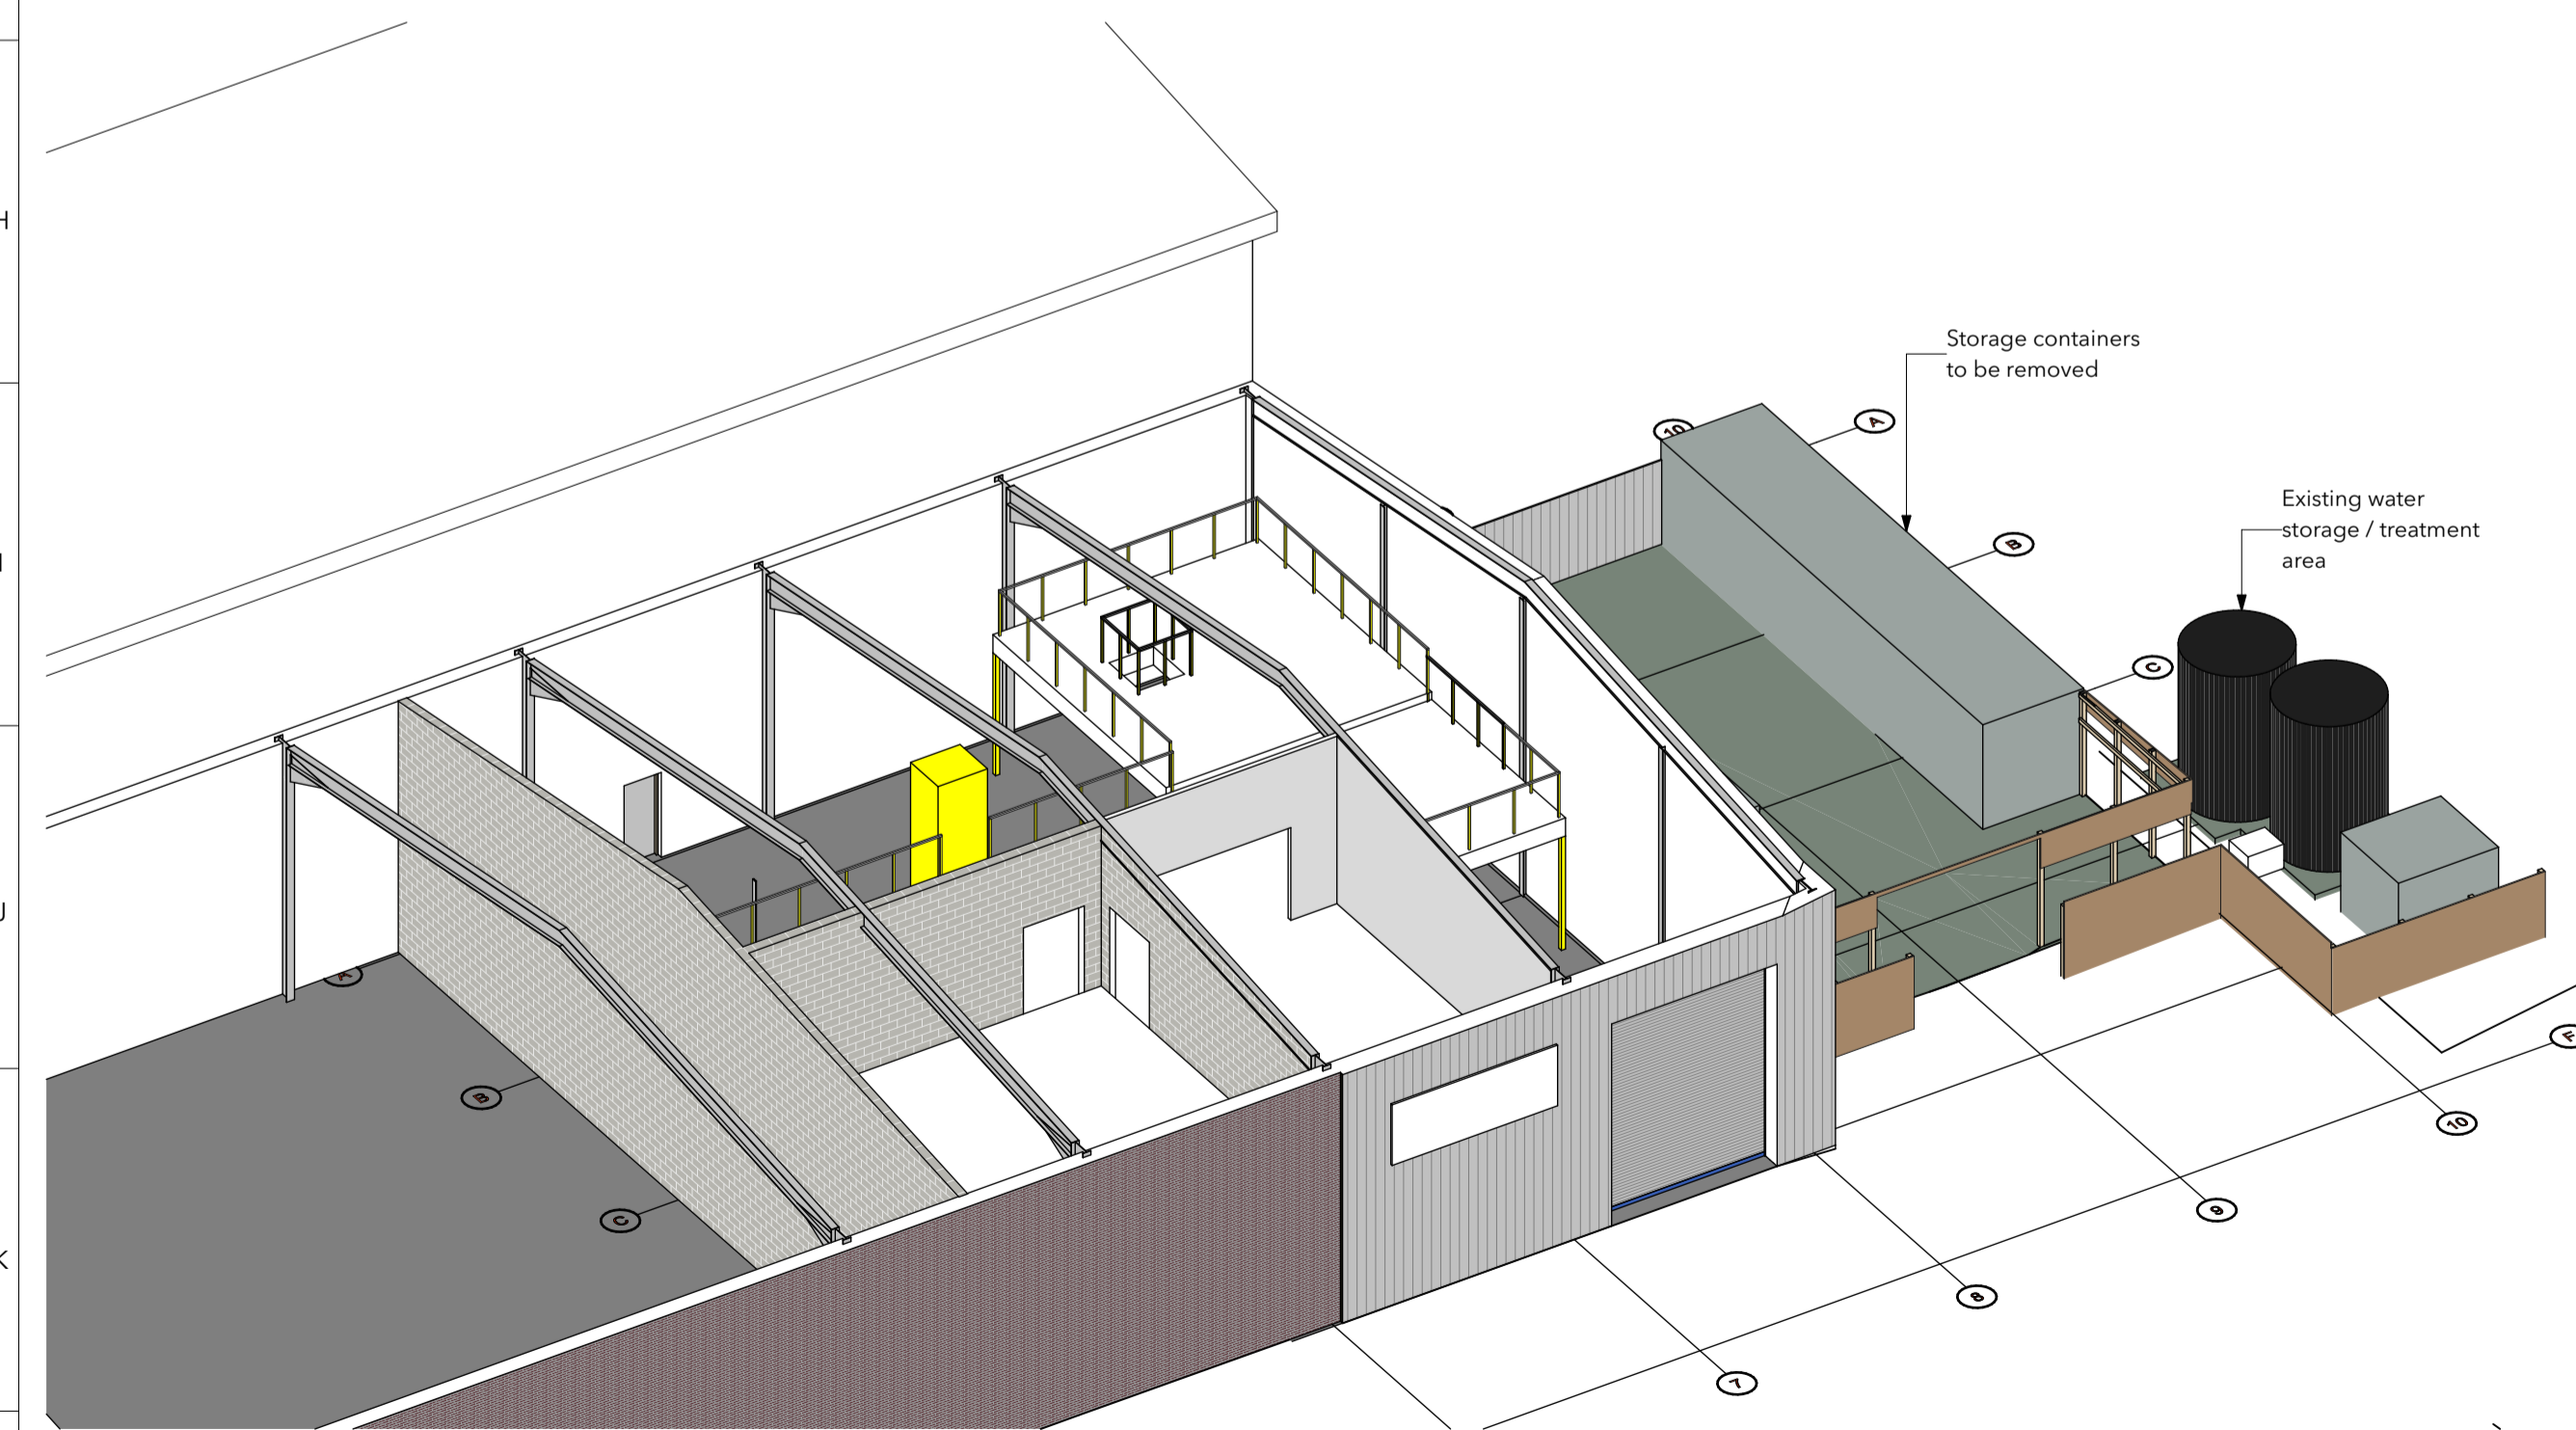 H
J
K
Storage containers
to be removed
Existing water
storage / treatment
area
10
A
B
C
A
B
C
F
10
9
8
7